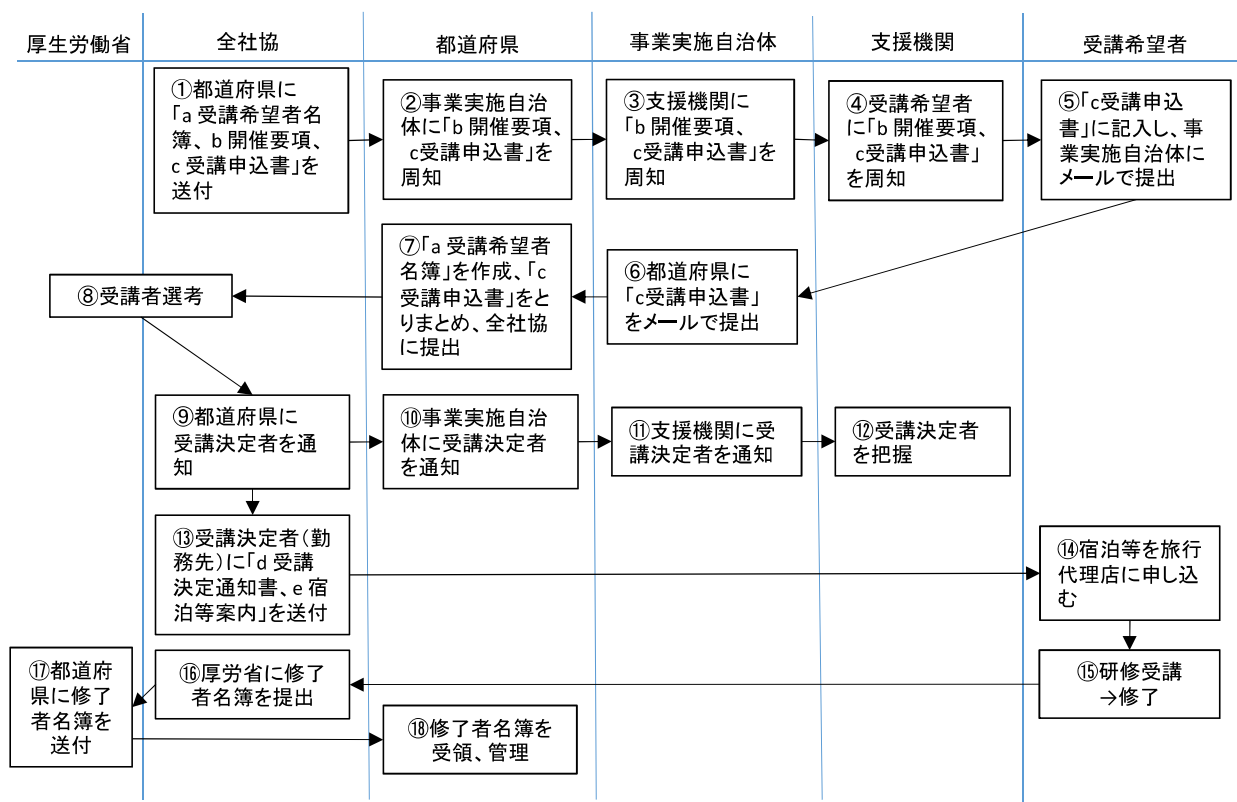 厚生労働省
全社協
都道府県
事業実施自治体
支援機関
受講希望者
①都道府県に
「a 受講希望者名
簿、b 開催要項、
c 受講申込書」を
送付
②事業実施自治
体に「b 開催要項、
c受講申込書」を
周知
③支援機関に
「b 開催要項、
c受講申込書」を
周知
④受講希望者
に「b 開催要項、
c受講申込書」
を周知
⑤「c受講申込
書」に記入し、事
業実施自治体に
メールで提出
⑥都道府県に
「c受講申込書」
をメールで提出
⑦「a 受講希望者
名簿」を作成、「c
受講申込書」をと
りまとめ、全社協
に提出
⑧受講者選考
⑨都道府県に
受講決定者を通
知
⑩事業実施自治
体に受講決定者
を通知
⑪支援機関に受
講決定者を通知
⑫受講決定者
を把握
⑬受講決定者(勤
務先)に「d 受講
決定通知書、e 宿
泊等案内」を送付
⑭宿泊等を旅行
代理店に申し込
む
⑮研修受講
→修了
⑯厚労省に修了
者名簿を提出
⑰都道府
県に修了
者名簿を
送付
⑱修了者名簿を
受領、管理